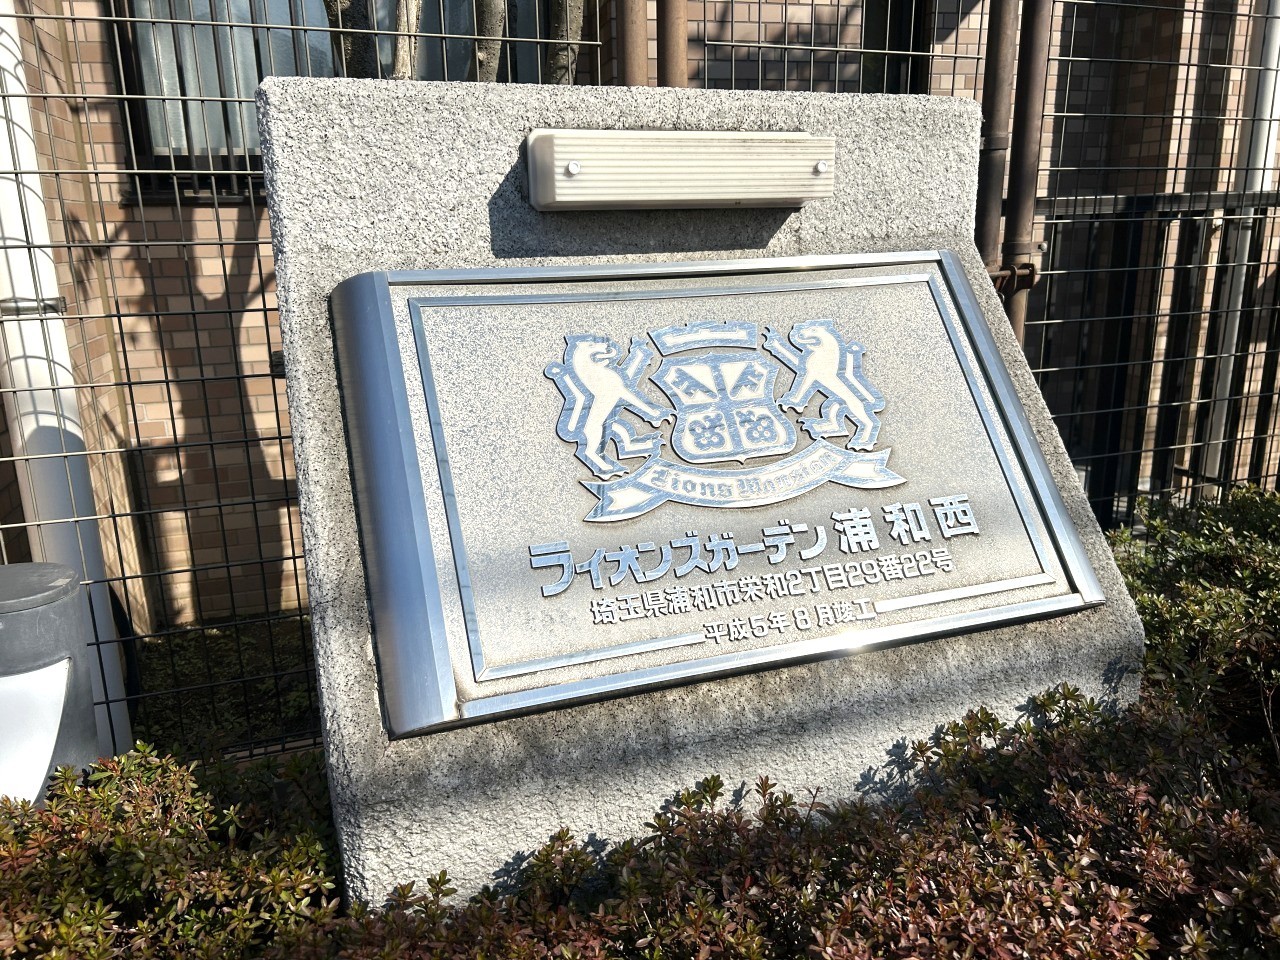 Lions Mansion
ライオンズガーデン浦和西
埼玉県浦和市栄和2丁目29番22号
平成5年8月竣工